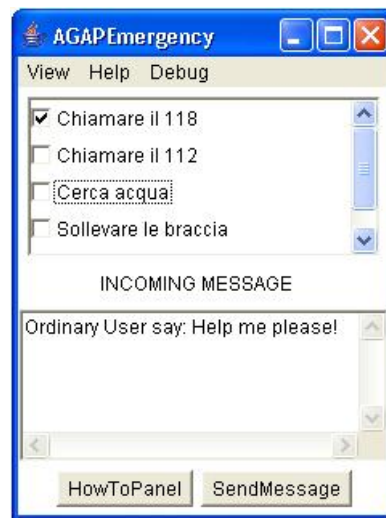 AGAPEmergency
View Help Debug
Chiamare il 118
Chiamare il 112
Cerca acqua
Sollevare le braccia
INCOMING MESSAGE
Ordinary User say: Help me please!
HowToPanel SendMessage